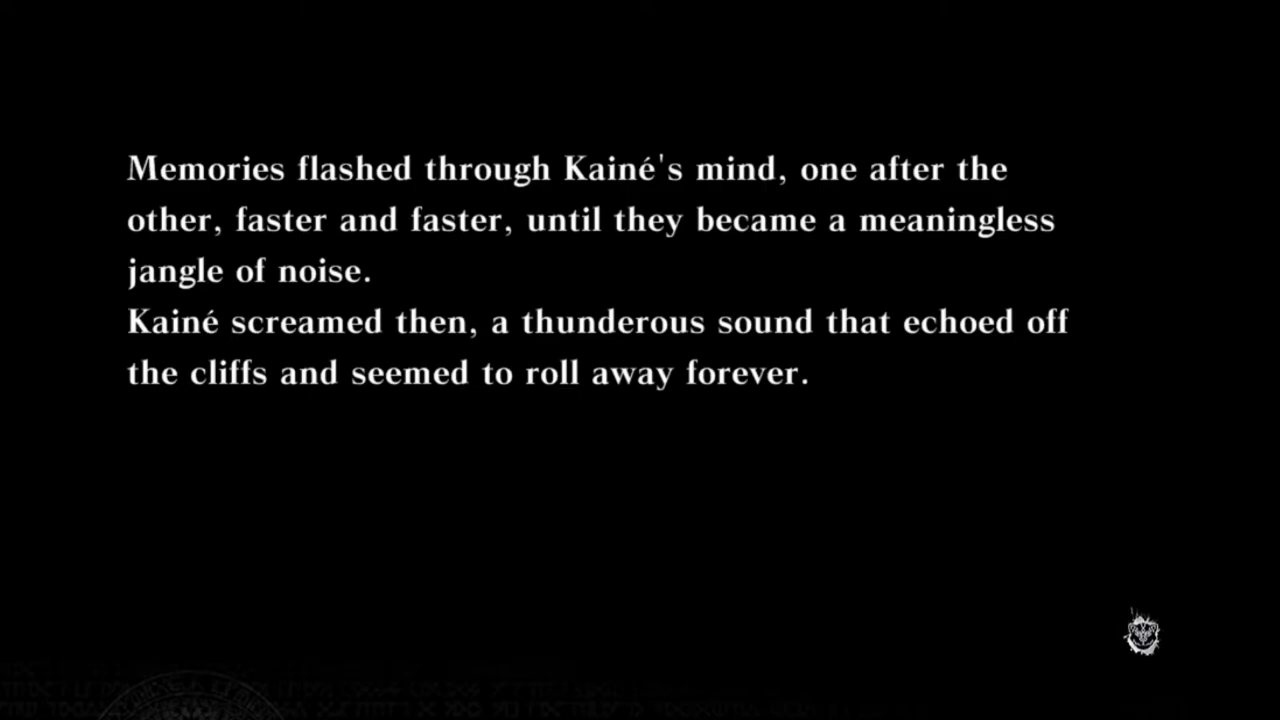 Memories flashed through Kainé's mind, one after the
other, faster and faster, until they became a meaningless
jangle of noise.
Kainé screamed then, a thunderous sound that echoed off
the cliffs and seemed to roll away forever.